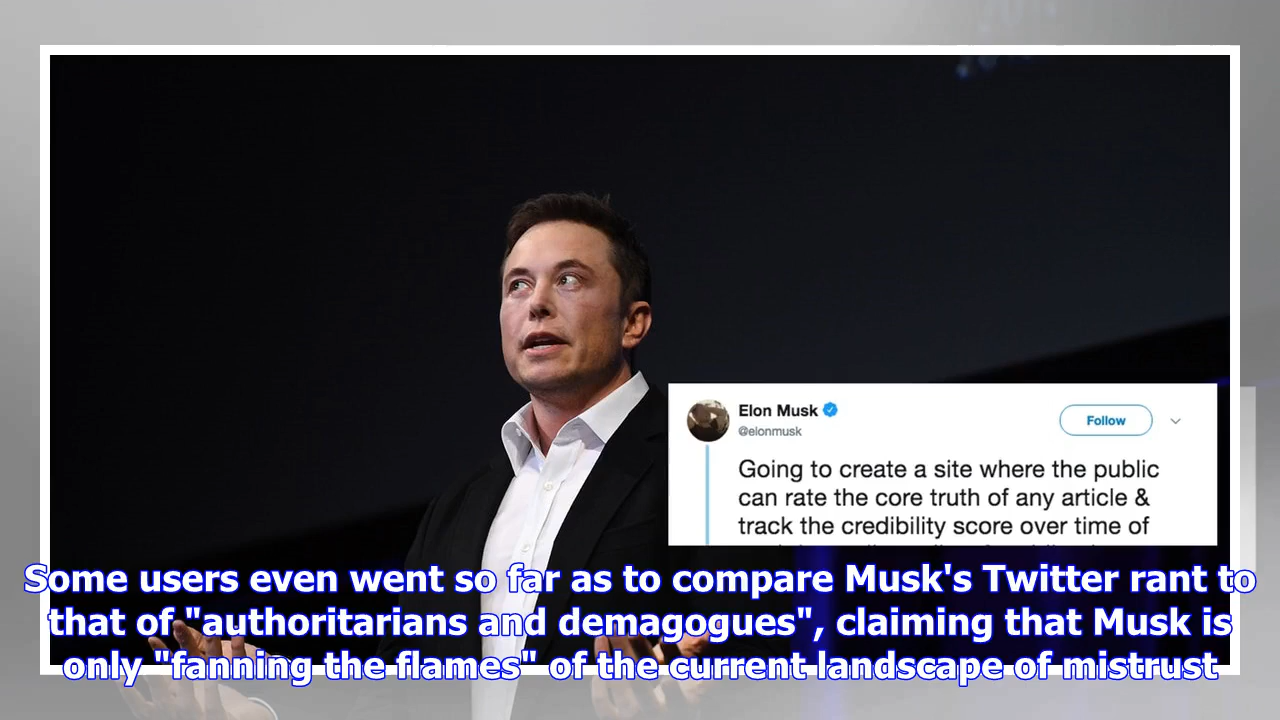 Elon Musk
@elonmusk
Follow
Going to create a site where the public
can rate the core truth of any article &
track the credibility score over time of
Some users even went so far as to compare Musk's Twitter rant to
that of "authoritarians and demagogues", claiming that Musk is
only "fanning the flames" of the current landscape of mistrust